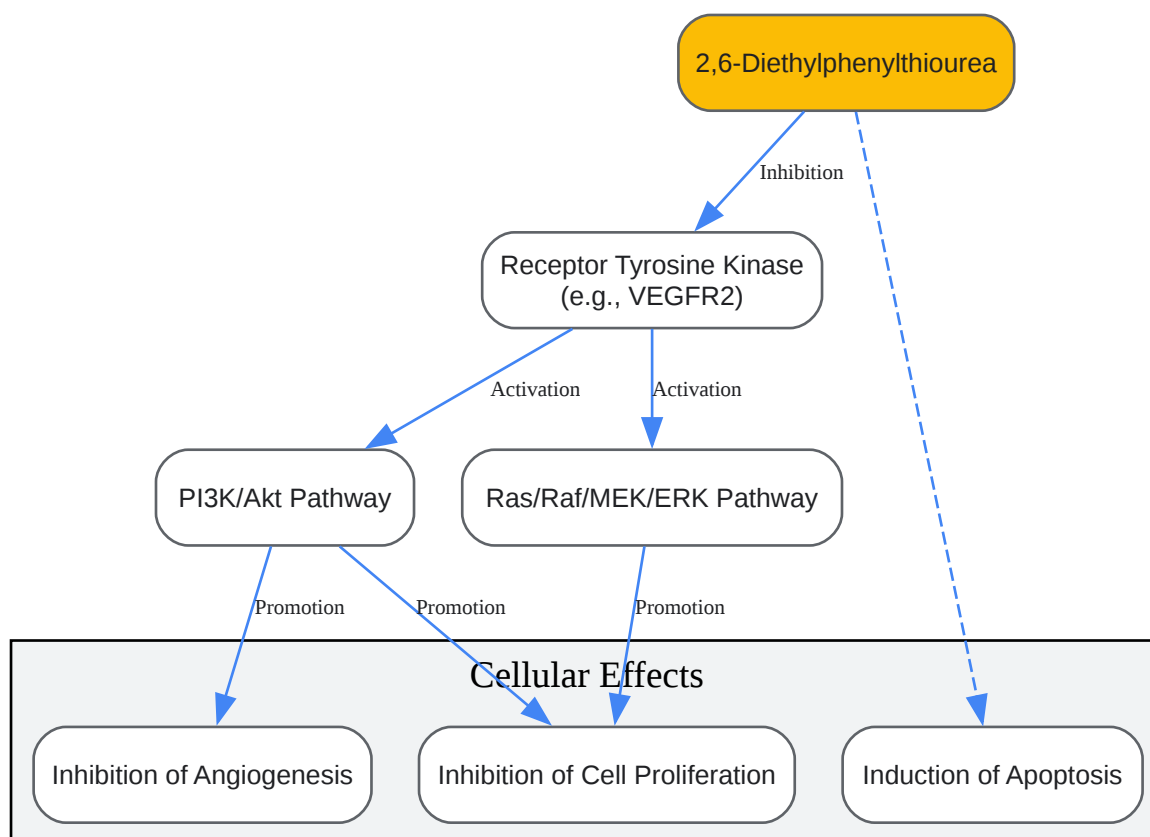 2,6-Diethylphenylthiourea
Inhibition
Receptor Tyrosine Kinase
(e.g., VEGFR2)
Activation
Activation
PI3K/Akt Pathway
Ras/Raf/MEK/ERK Pathway
Promotion
Promotion
Promotion
Cellular Effects
Inhibition of Angiogenesis
Inhibition of Cell Proliferation
Induction of Apoptosis